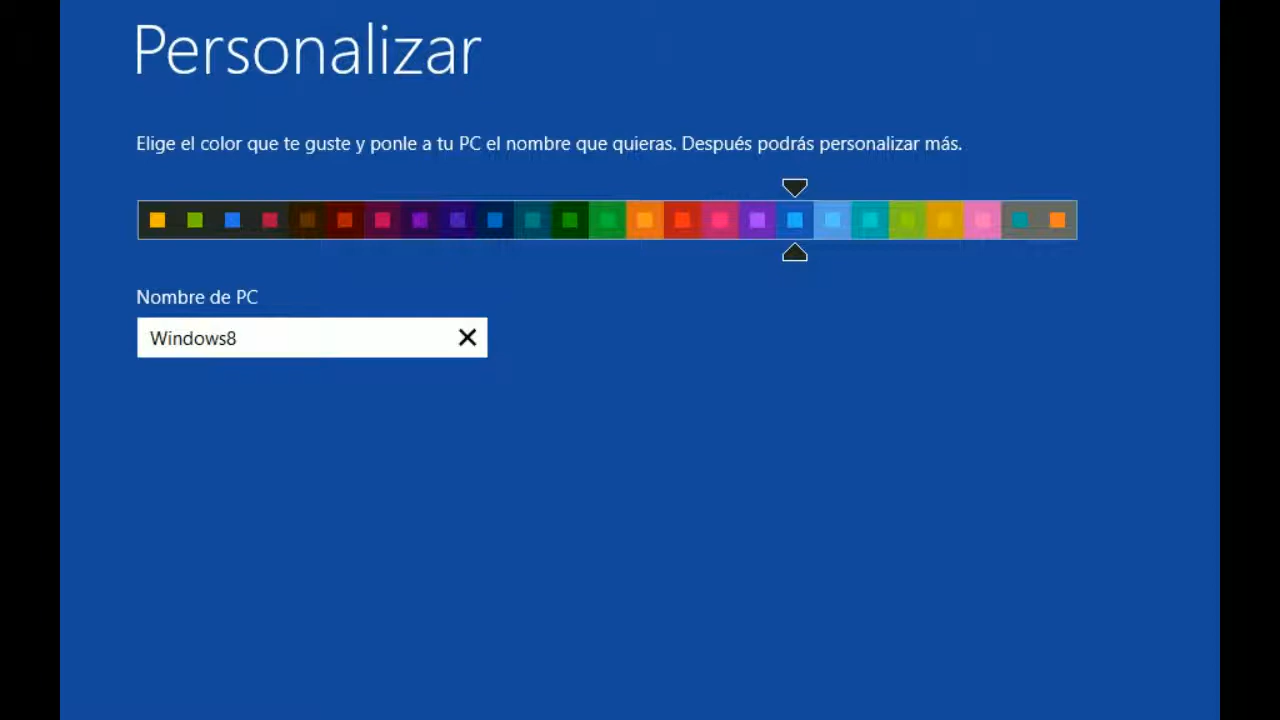 Personalizar
Elige el color que te guste y ponle a tu PC el nombre que quieras. Después podrás personalizar más.
Nombre de PC
Windows8